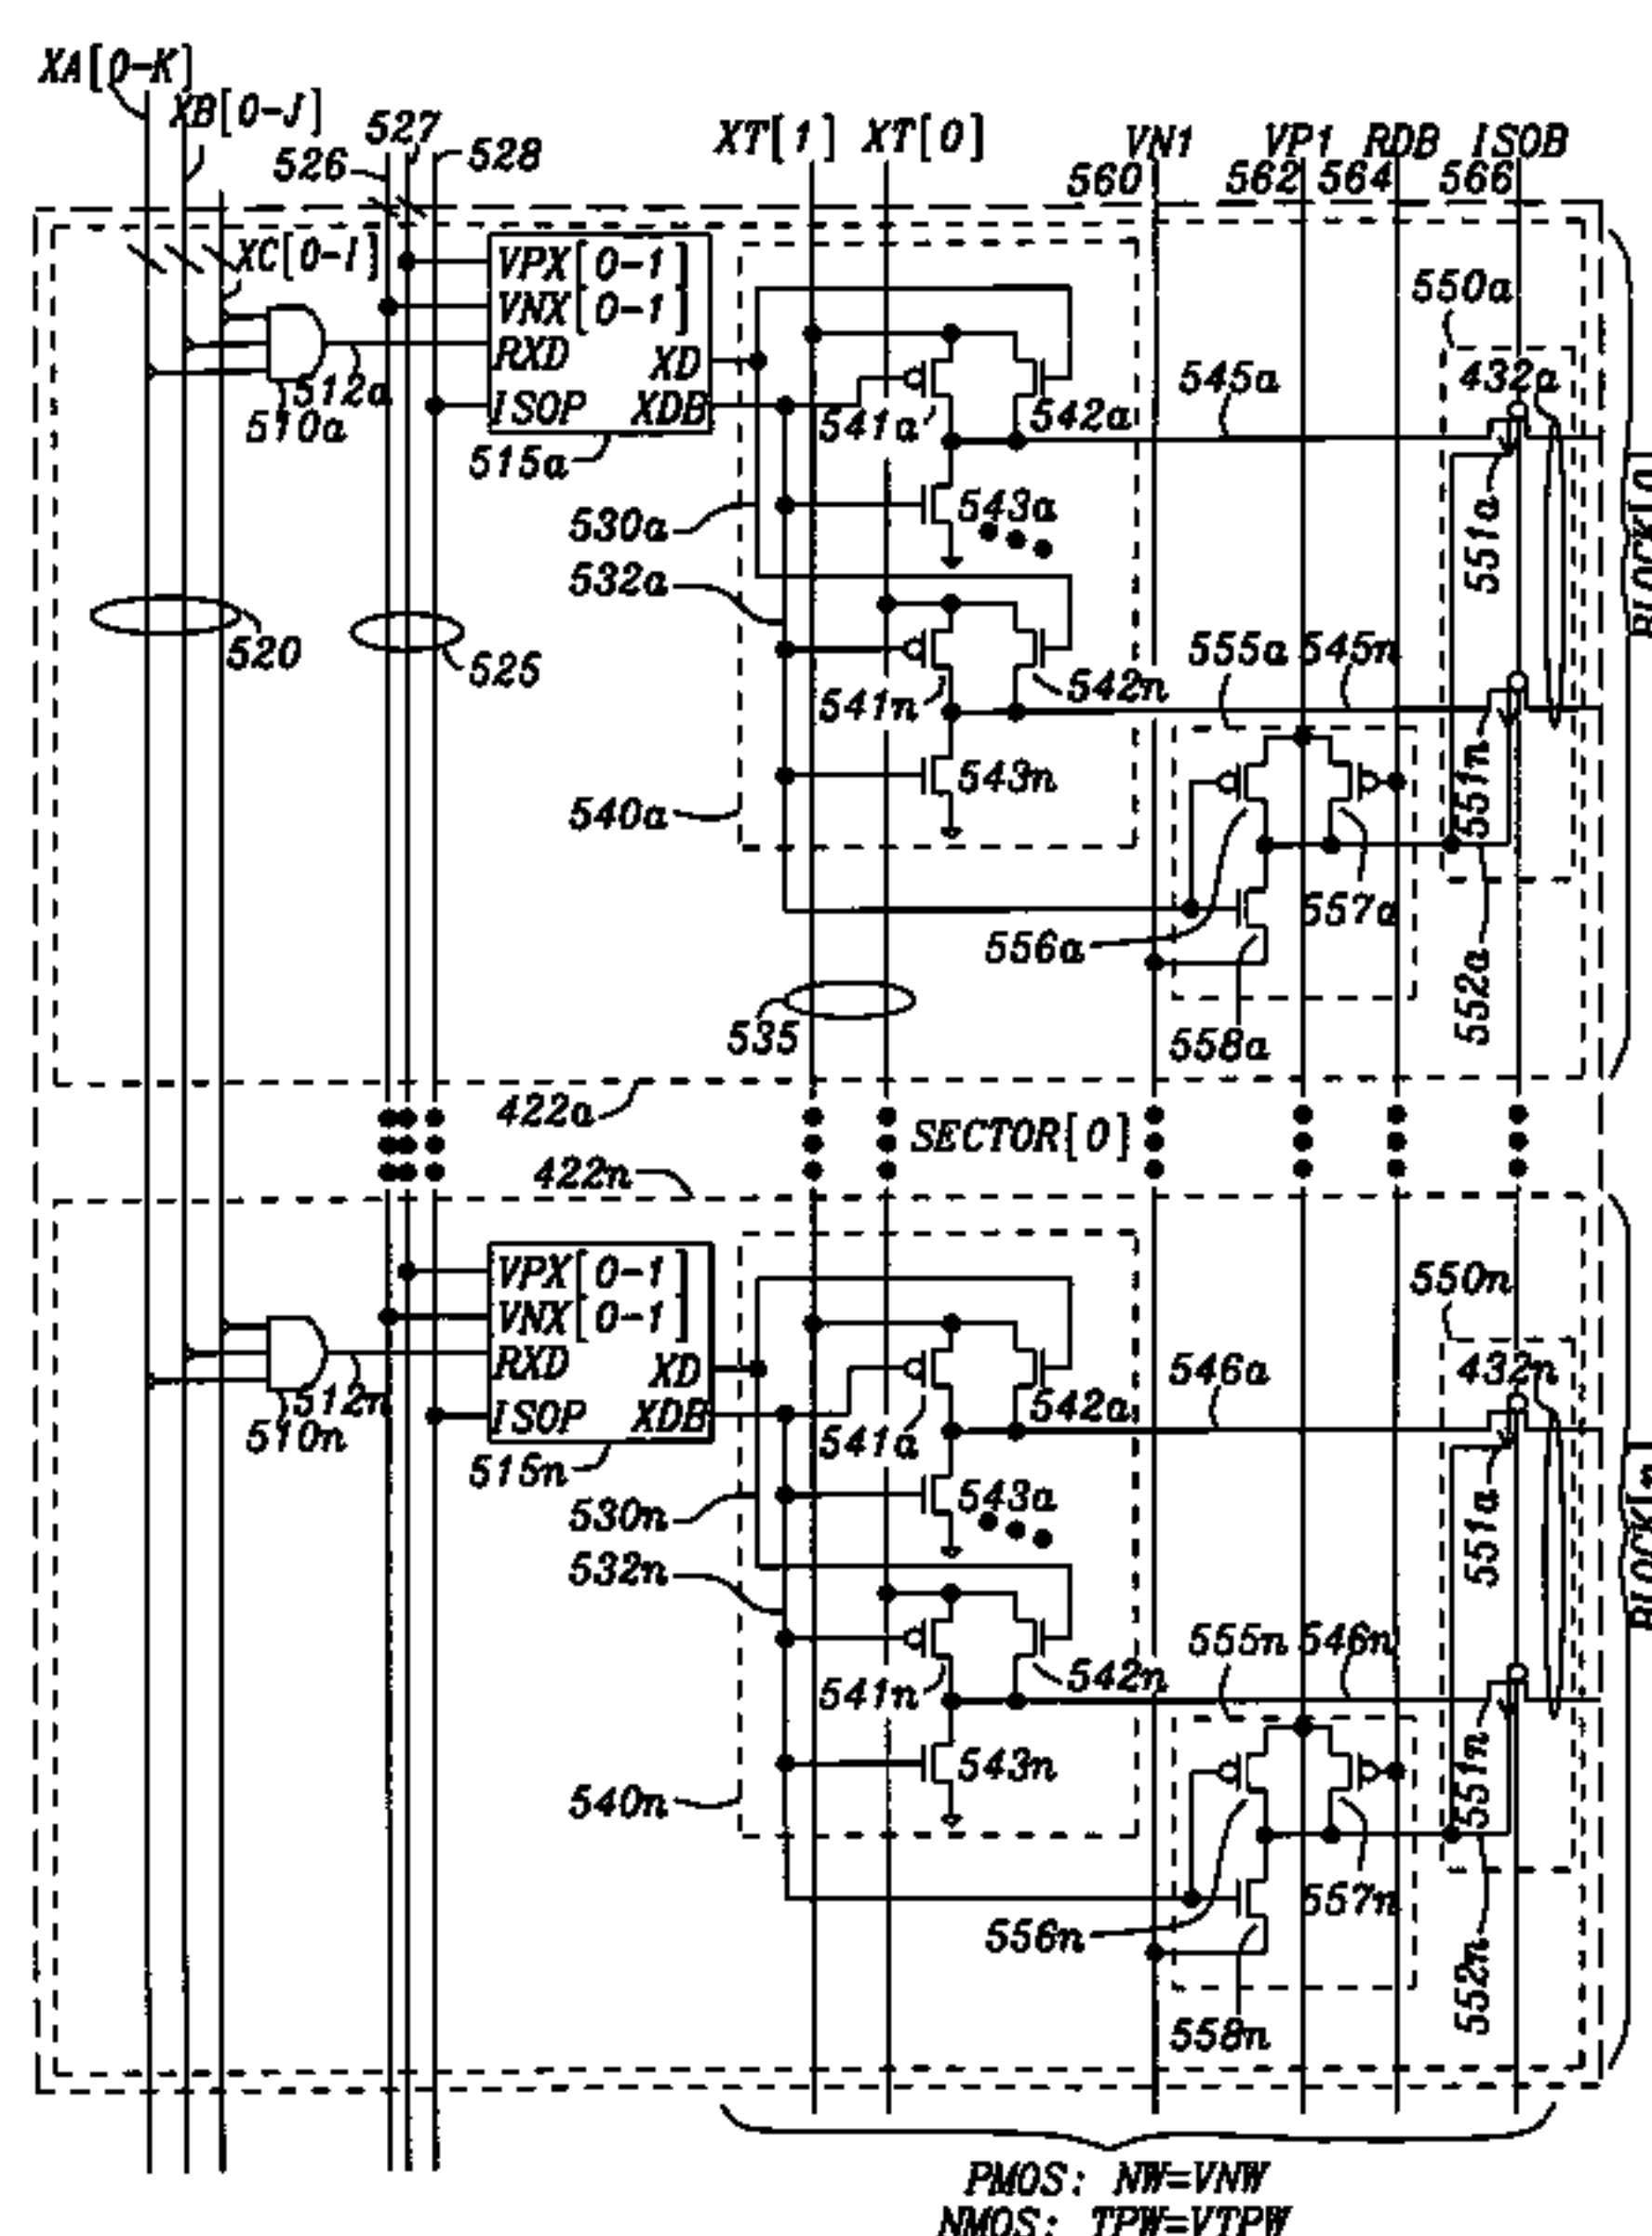 XA[0-K]
XB[0-J]
527
526
528
XT[1] XT[0]
VN1 VP1 RDB ISOB
560 562 564 566
XC[0-I]
VPX[0-1]
VNX[0-1]
RXD XD
ISOP XDB
512a
510a
515a
541a
542a
545a
550a
432a
530a
543a
551a
532a
520
525
541n
542n
555a 545n
543n
540a
551n
556a
557a
552a
535
558a
422a
SECTOR[0]
422n
VPX[0-1]
VNX[0-1]
RXD XD
ISOP XDB
512n
510n
515n
541a
542a
546a
550n
432n
530n
543a
551a
532n
541n
542n
555n 546n
543n
540n
551n
556n
557n
552n
558n
PMOS: NW=VNW
NMOS: TPW=VTPW